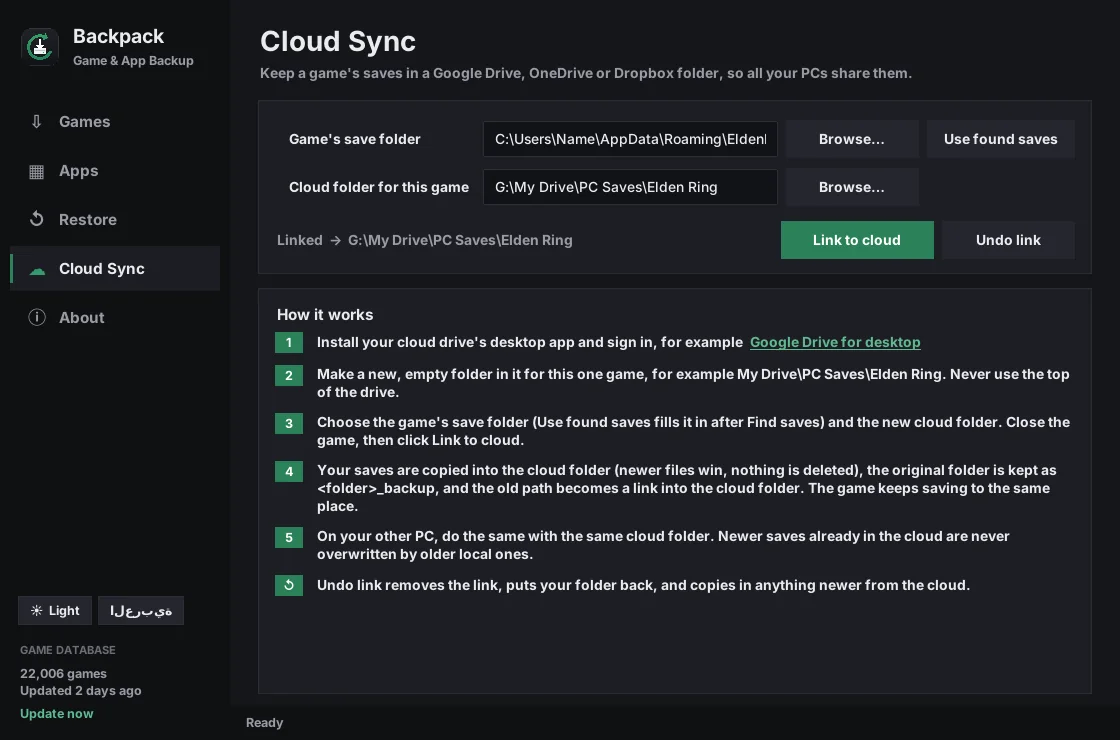 Backpack
Game & App Backup
⇩ Games
▦ Apps
↺ Restore
☁ Cloud Sync
ⓘ About
☀ Light
العربية
GAME DATABASE
22,006 games
Updated 2 days ago
Update now
Cloud Sync
Keep a game's saves in a Google Drive, OneDrive or Dropbox folder, so all your PCs share them.
Game's save folder C:\Users\Name\AppData\Roaming\Elden Browse... Use found saves
Cloud folder for this game G:\My Drive\PC Saves\Elden Ring Browse...
Linked → G:\My Drive\PC Saves\Elden Ring Link to cloud Undo link
How it works
1 Install your cloud drive's desktop app and sign in, for example Google Drive for desktop
2 Make a new, empty folder in it for this one game, for example My Drive\PC Saves\Elden Ring. Never use the top
of the drive.
3 Choose the game's save folder (Use found saves fills it in after Find saves) and the new cloud folder. Close the
game, then click Link to cloud.
4 Your saves are copied into the cloud folder (newer files win, nothing is deleted), the original folder is kept as
<folder>_backup, and the old path becomes a link into the cloud folder. The game keeps saving to the same
place.
5 On your other PC, do the same with the same cloud folder. Newer saves already in the cloud are never
overwritten by older local ones.
↺ Undo link removes the link, puts your folder back, and copies in anything newer from the cloud.
Ready